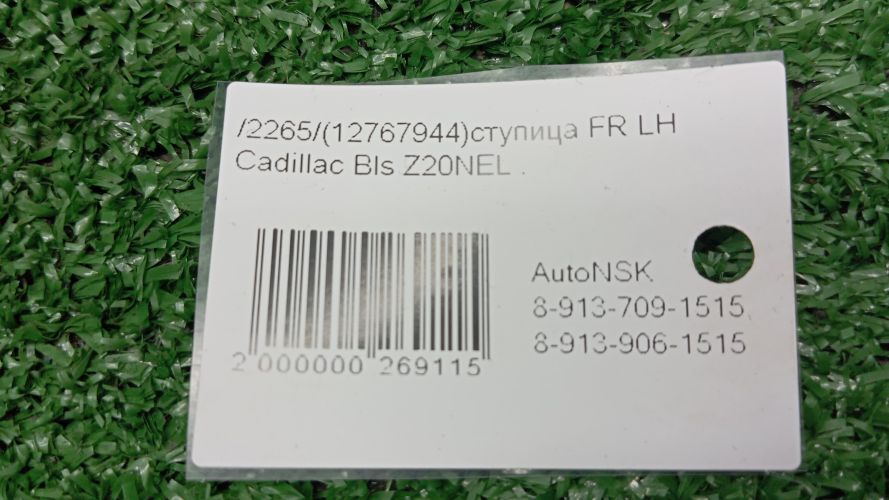 /2265/(12767944)ступица FR LH
Cadillac Bls Z20NEL .
AutoNSK
8-913-709-1515
8-913-906-1515
2 000000 269115